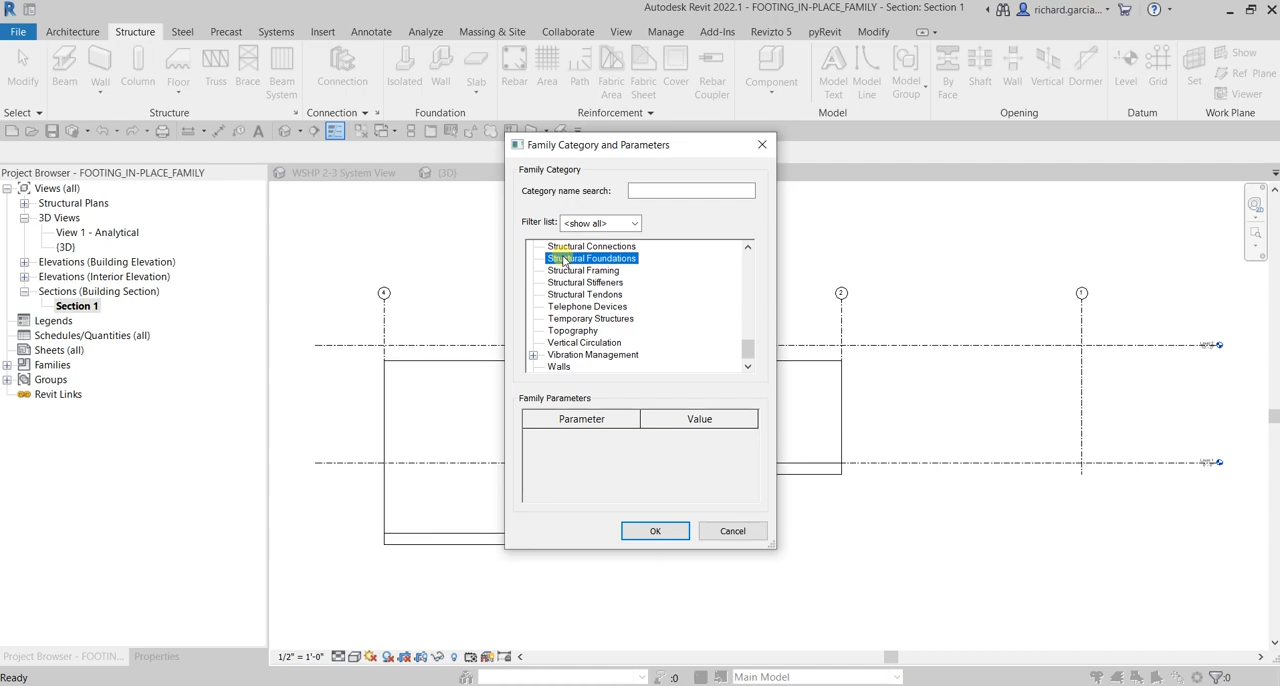 Autodesk Revit 2022.1 - FOOTING_IN-PLACE_FAMILY - Section: Section 1
richard.garcia...
File Architecture Structure Steel Precast Systems Insert Annotate Analyze Massing & Site Collaborate View Manage Add-Ins Revizto 5 pyRevit Modify
Modify Beam Wall Column Floor Truss Brace Beam System Connection Isolated Wall Slab Rebar Area Path Fabric Area Fabric Sheet Cover Rebar Coupler Component Model Text Model Line Model Group By Face Shaft Wall Vertical Dormer Level Grid Set Show Ref Plane Viewer
Select Structure Connection Foundation Reinforcement Model Opening Datum Work Plane
Project Browser - FOOTING_IN-PLACE_FAMILY
WSHP 2-3 System View
{3D}
Views (all)
Structural Plans
3D Views
View 1 - Analytical
{3D}
Elevations (Building Elevation)
Elevations (Interior Elevation)
Sections (Building Section)
Section 1
Legends
Schedules/Quantities (all)
Sheets (all)
Families
Groups
Revit Links
Family Category and Parameters
Family Category
Category name search:
Filter list: <show all>
Structural Connections
Structural Foundations
Structural Framing
Structural Stiffeners
Structural Tendons
Telephone Devices
Temporary Structures
Topography
Vertical Circulation
Vibration Management
Walls
Family Parameters
Parameter Value
OK Cancel
4 2 1
Project Browser - FOOTIN... Properties
1/2" = 1'-0"
Ready
:0
Main Model
:0